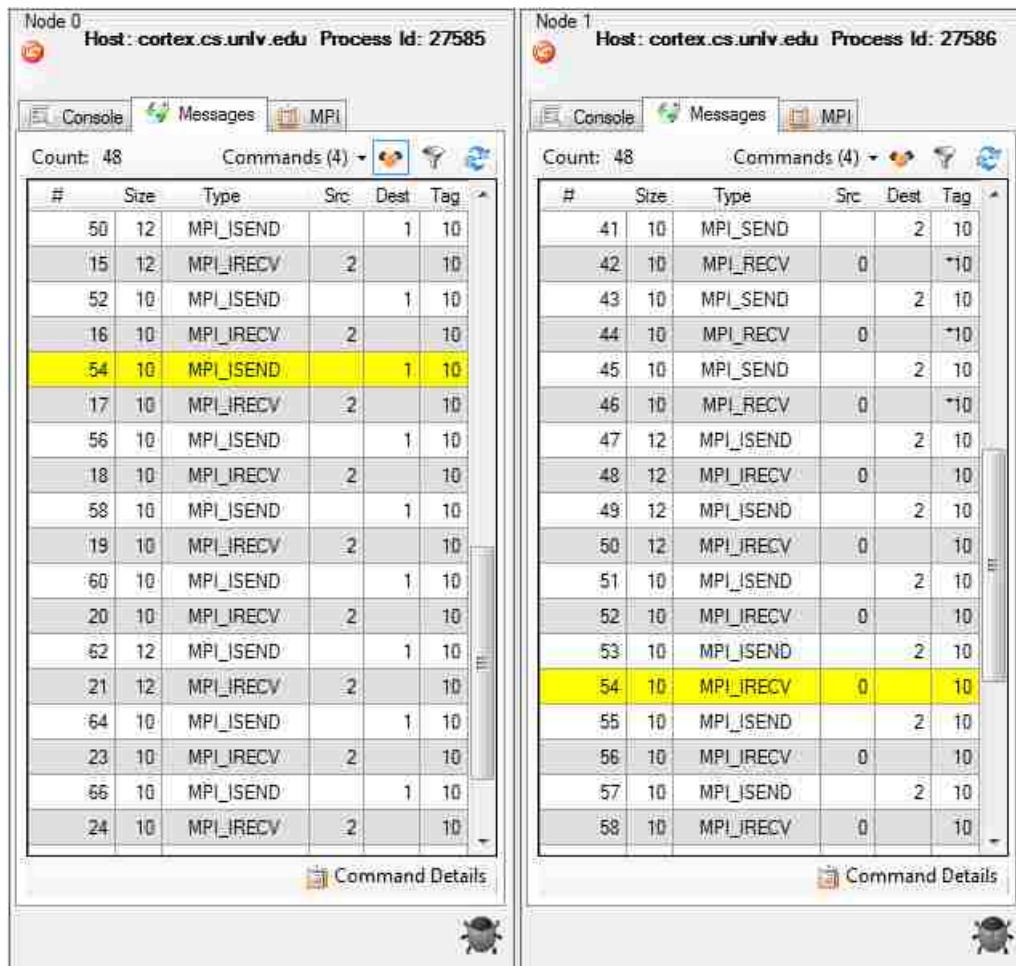 Node 0
Host: cortex.cs.unlv.edu Process Id: 27585
Console Messages MPI
Count: 48 Commands (4)
# Size Type Src Dest Tag
50 12 MPI_ISEND 1 10
15 12 MPI_IRECV 2 10
52 10 MPI_ISEND 1 10
16 10 MPI_IRECV 2 10
54 10 MPI_ISEND 1 10
17 10 MPI_IRECV 2 10
56 10 MPI_ISEND 1 10
18 10 MPI_IRECV 2 10
58 10 MPI_ISEND 1 10
19 10 MPI_IRECV 2 10
60 10 MPI_ISEND 1 10
20 10 MPI_IRECV 2 10
62 12 MPI_ISEND 1 10
21 12 MPI_IRECV 2 10
64 10 MPI_ISEND 1 10
23 10 MPI_IRECV 2 10
66 10 MPI_ISEND 1 10
24 10 MPI_IRECV 2 10
Command Details
Node 1
Host: cortex.cs.unlv.edu Process Id: 27586
Console Messages MPI
Count: 48 Commands (4)
# Size Type Src Dest Tag
41 10 MPI_SEND 2 10
42 10 MPI_RECV 0 *10
43 10 MPI_SEND 2 10
44 10 MPI_RECV 0 *10
45 10 MPI_SEND 2 10
46 10 MPI_RECV 0 *10
47 12 MPI_ISEND 2 10
48 12 MPI_IRECV 0 10
49 12 MPI_ISEND 2 10
50 12 MPI_IRECV 0 10
51 10 MPI_ISEND 2 10
52 10 MPI_IRECV 0 10
53 10 MPI_ISEND 2 10
54 10 MPI_IRECV 0 10
55 10 MPI_ISEND 2 10
56 10 MPI_IRECV 0 10
57 10 MPI_ISEND 2 10
58 10 MPI_IRECV 0 10
Command Details